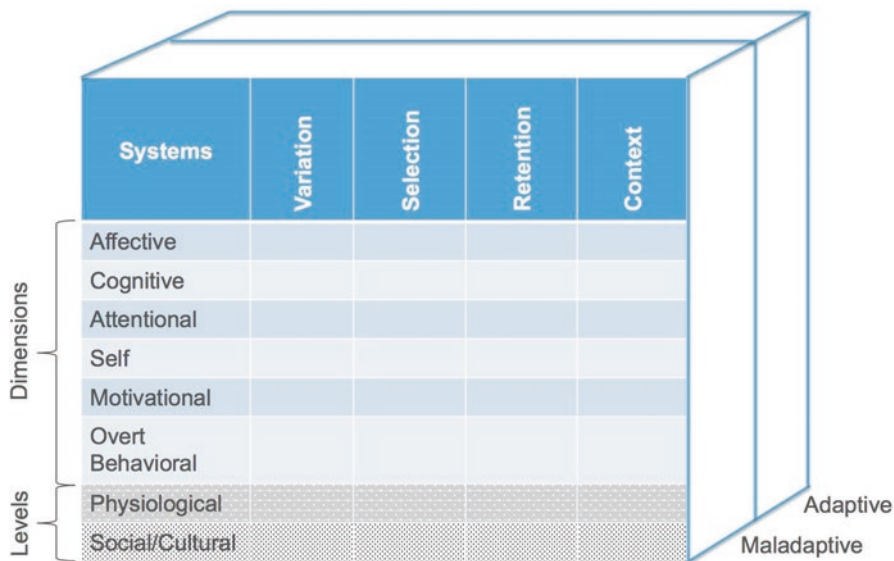 Systems
Variation
Selection
Retention
Context
Dimensions
Affective
Cognitive
Attentional
Self
Motivational
Overt
Behavioral
Levels
Physiological
Social/Cultural
Adaptive
Maladaptive